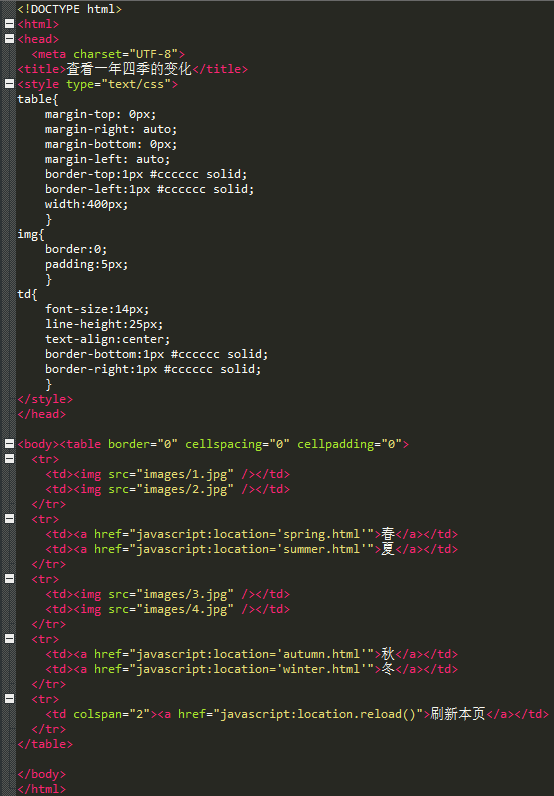 <!DOCTYPE html>
<html>
<head>
  <meta charset="UTF-8">
<title>查看一年四季的变化</title>
<style type="text/css">
table{
    margin-top: 0px;
    margin-right: auto;
    margin-bottom: 0px;
    margin-left: auto;
    border-top:1px #cccccc solid;
    border-left:1px #cccccc solid;
    width:400px;
    }
img{
    border:0;
    padding:5px;
    }
td{
    font-size:14px;
    line-height:25px;
    text-align:center;
    border-bottom:1px #cccccc solid;
    border-right:1px #cccccc solid;
    }
</style>
</head>

<body><table border="0" cellspacing="0" cellpadding="0">
  <tr>
    <td><img src="images/1.jpg" /></td>
    <td><img src="images/2.jpg" /></td>
  </tr>
  <tr>
    <td><a href="javascript:location='spring.html'">春</a></td>
    <td><a href="javascript:location='summer.html'">夏</a></td>
  </tr>
  <tr>
    <td><img src="images/3.jpg" /></td>
    <td><img src="images/4.jpg" /></td>
  </tr>
  <tr>
    <td><a href="javascript:location='autumn.html'">秋</a></td>
    <td><a href="javascript:location='winter.html'">冬</a></td>
  </tr>
  <tr>
    <td colspan="2"><a href="javascript:location.reload()">刷新本页</a></td>
  </tr>
</table>

</body>
</html>